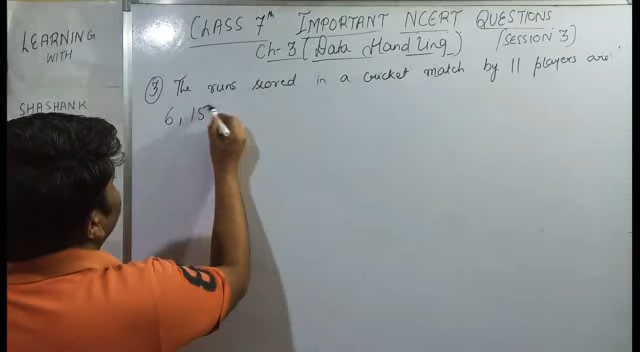 LEARNING
WITH
SHASHANK
CLASS 7th IMPORTANT NCERT QUESTIONS
Ch-3 (Data Handling) (SESSION 3)
(3) The runs scored in a cricket match by 11 players are:
6, 15